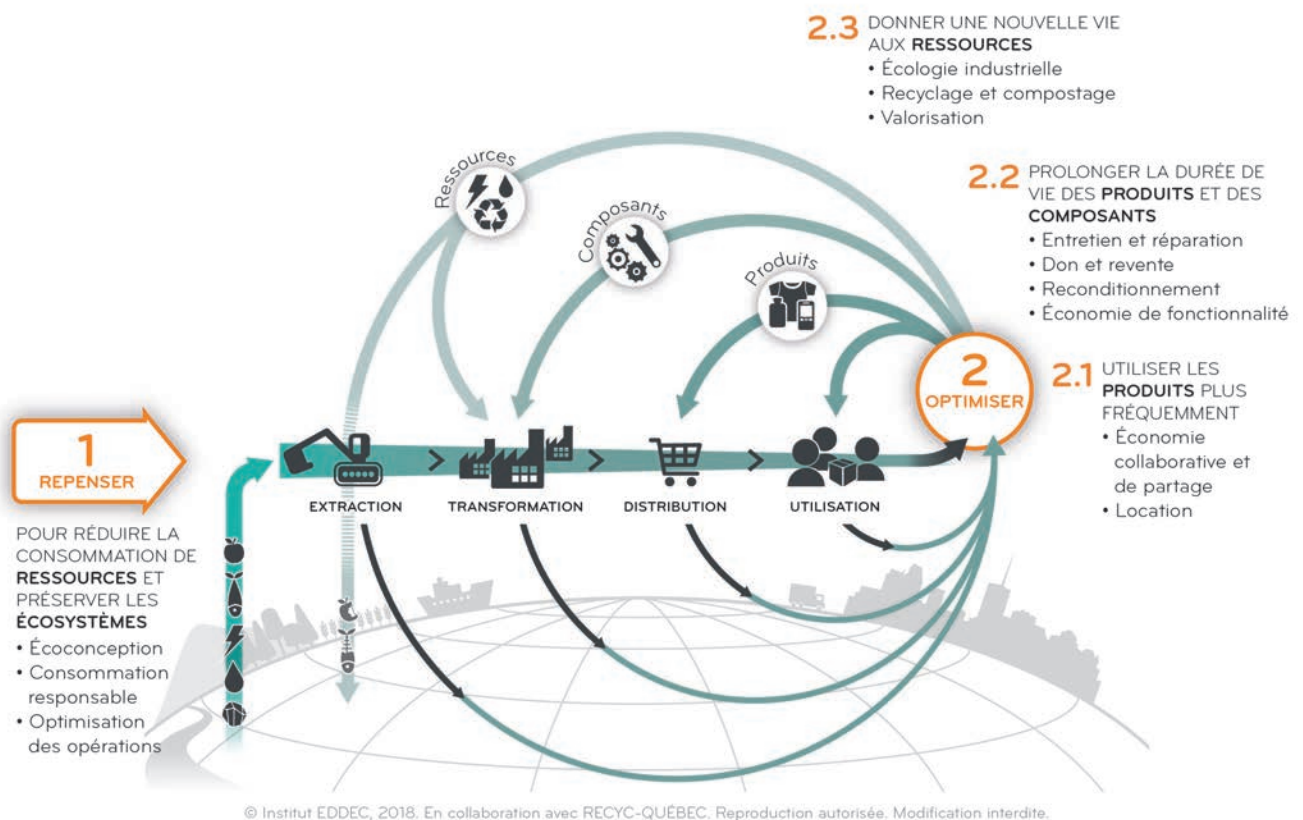 2.3 DONNER UNE NOUVELLE VIE
AUX RESSOURCES
• Écologie industrielle
• Recyclage et compostage
• Valorisation
Ressources
Composants
Produits
2.2 PROLONGER LA DURÉE DE
VIE DES PRODUITS ET DES
COMPOSANTS
• Entretien et réparation
• Don et revente
• Reconditionnement
• Économie de fonctionnalité
2
OPTIMISER
2.1 UTILISER LES
PRODUITS PLUS
FRÉQUEMMENT
• Économie
collaborative et
de partage
• Location
1
REPENSER
EXTRACTION
TRANSFORMATION
DISTRIBUTION
UTILISATION
POUR RÉDUIRE LA
CONSOMMATION DE
RESSOURCES ET
PRÉSERVER LES
ÉCOSYSTÈMES
• Écoconception
• Consommation
responsable
• Optimisation
des opérations
© Institut EDDEC, 2018. En collaboration avec RECYC-QUÉBEC. Reproduction autorisée. Modification interdite.